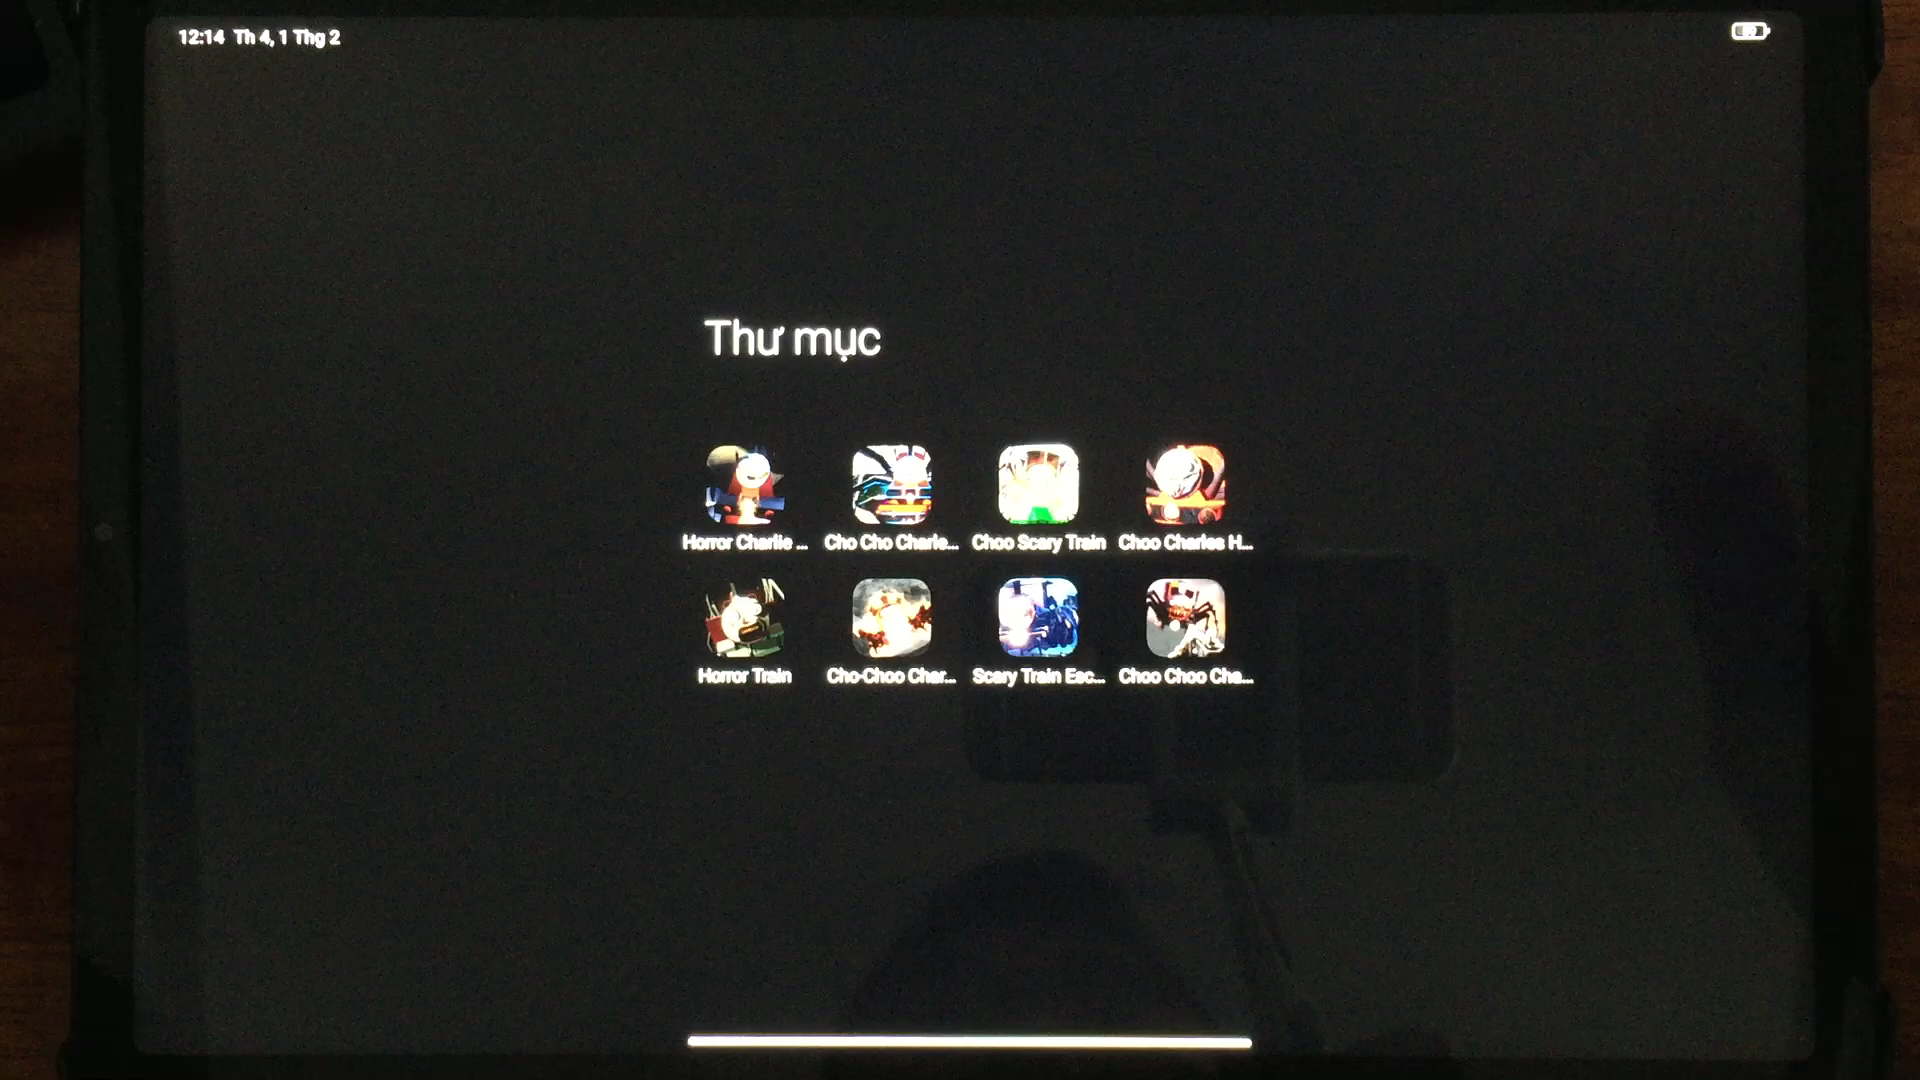 12:14 Th 4, 1 Thg 2
Thư mục
Horror Charlie ...
Cho Cho Charle...
Choo Scary Train
Choo Charles H...
Horror Train
Cho-Choo Char...
Scary Train Esc...
Choo Choo Cha...